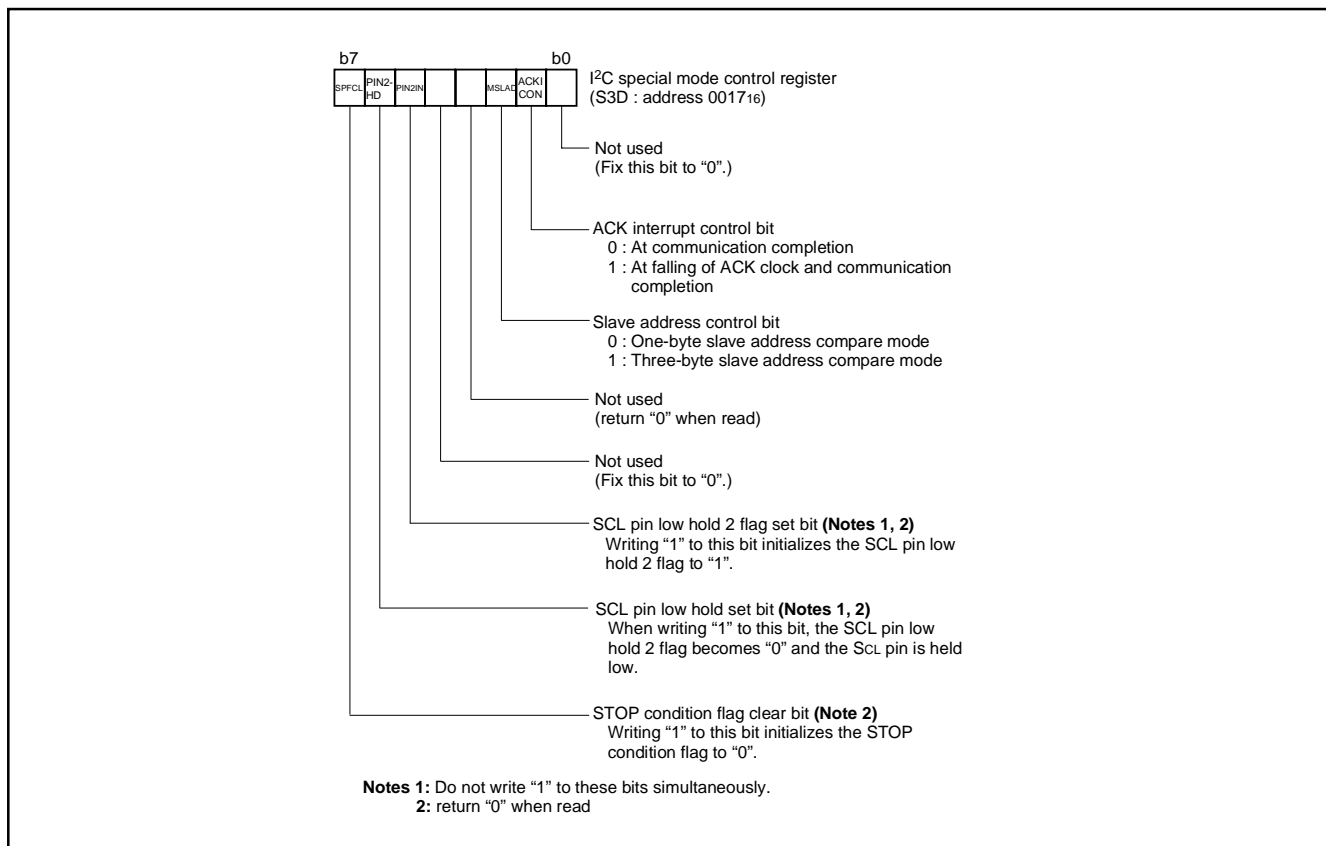 b7 b0
SPFCL PIN2-HD PIN2IN MSLAD ACKI CON
I2C special mode control register
(S3D : address 001716)
Not used
(Fix this bit to “0”.)
ACK interrupt control bit
0 : At communication completion
1 : At falling of ACK clock and communication
completion
Slave address control bit
0 : One-byte slave address compare mode
1 : Three-byte slave address compare mode
Not used
(return “0” when read)
Not used
(Fix this bit to “0”.)
SCL pin low hold 2 flag set bit (Notes 1, 2)
Writing “1” to this bit initializes the SCL pin low
hold 2 flag to “1”.
SCL pin low hold set bit (Notes 1, 2)
When writing “1” to this bit, the SCL pin low
hold 2 flag becomes “0” and the SCL pin is held
low.
STOP condition flag clear bit (Note 2)
Writing “1” to this bit initializes the STOP
condition flag to “0”.
Notes 1: Do not write “1” to these bits simultaneously.
2: return “0” when read